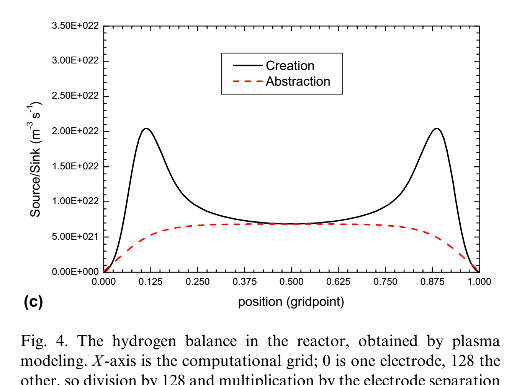 3.50E+022
3.00E+022
2.50E+022
2.00E+022
1.50E+022
1.00E+022
5.00E+021
0.00E+000
Source/Sink (m⁻³ s⁻¹)
Creation
Abstraction
0.000 0.125 0.250 0.375 0.500 0.625 0.750 0.875 1.000
(c)
position (gridpoint)
Fig. 4. The hydrogen balance in the reactor, obtained by plasma
modeling. X-axis is the computational grid; 0 is one electrode, 128 the
other, so division by 128 and multiplication by the electrode separation